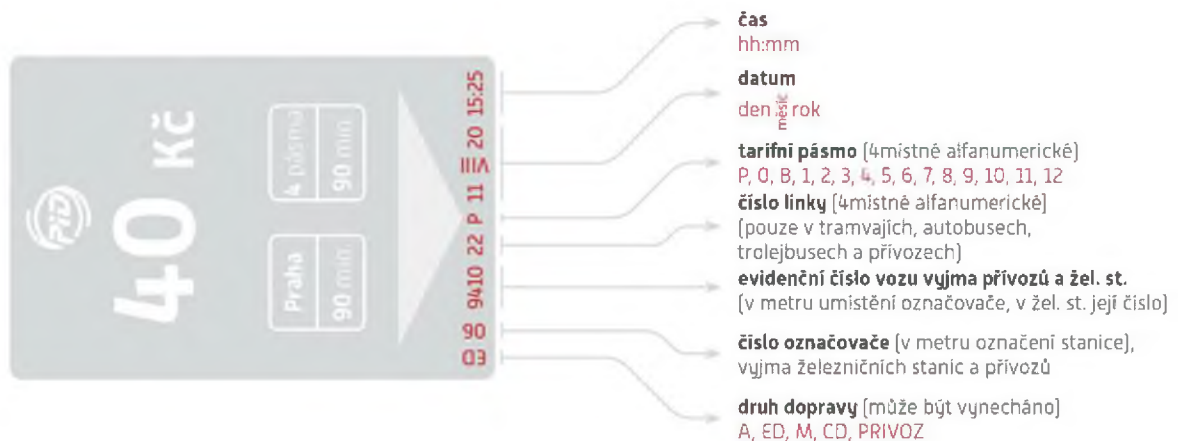 PID
40 Kč
Praha
90 min.
4 pásma
90 min.
ED 06 9410 22 P 11 VIII 20 15:25
čas
hh:mm
datum
den měsíc rok
tarifní pásmo (4místné alfanumerické)
P, 0, B, 1, 2, 3, 4, 5, 6, 7, 8, 9, 10, 11, 12
číslo linky (4místné alfanumerické)
(pouze v tramvajích, autobusech,
trolejbusech a přívozech)
evidenční číslo vozu vyjma přívozů a žel. st.
(v metru umístění označovače, v žel. st. její číslo)
číslo označovače (v metru označení stanice),
vyjma železničních stanic a přívozů
druh dopravy (může být vynecháno)
A, ED, M, CD, PRIVOZ